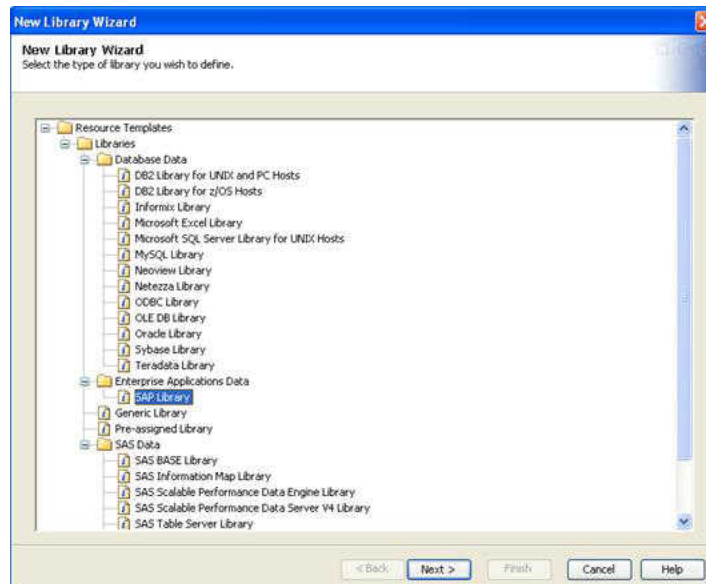 New Library Wizard
New Library Wizard
Select the type of library you wish to define.
Resource Templates
Libraries
Database Data
DB2 Library for UNIX and PC Hosts
DB2 Library for z/OS Hosts
Informix Library
Microsoft Excel Library
Microsoft SQL Server Library for UNIX Hosts
MySQL Library
Neoview Library
Netezza Library
ODBC Library
OLE DB Library
Oracle Library
Sybase Library
Teradata Library
Enterprise Applications Data
SAP Library
Generic Library
Pre-assigned Library
SAS Data
SAS BASE Library
SAS Information Map Library
SAS Scalable Performance Data Engine Library
SAS Scalable Performance Data Server V4 Library
SAS Table Server Library
< Back Next > Finish Cancel Help